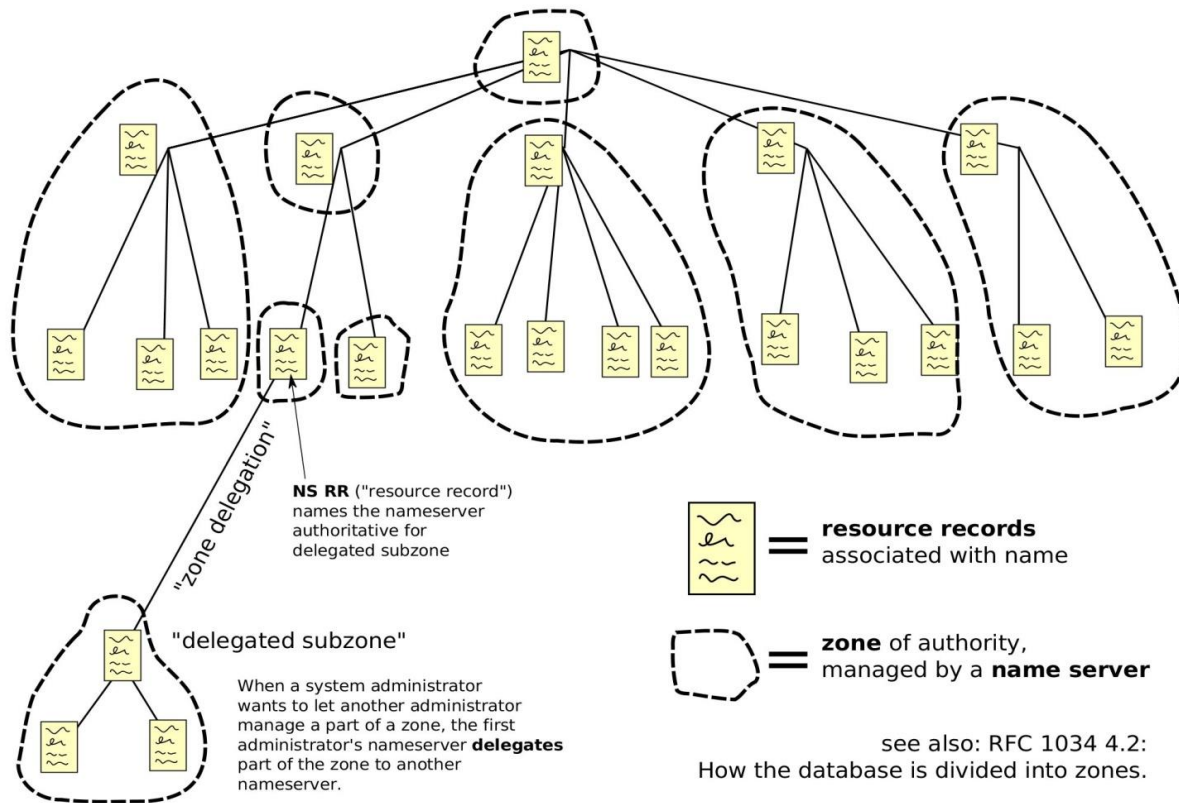 "zone delegation"
NS RR ("resource record")
names the nameserver
authoritative for
delegated subzone
"delegated subzone"
When a system administrator
wants to let another administrator
manage a part of a zone, the first
administrator's nameserver delegates
part of the zone to another
nameserver.
resource records
associated with name
zone of authority,
managed by a name server
see also: RFC 1034 4.2:
How the database is divided into zones.